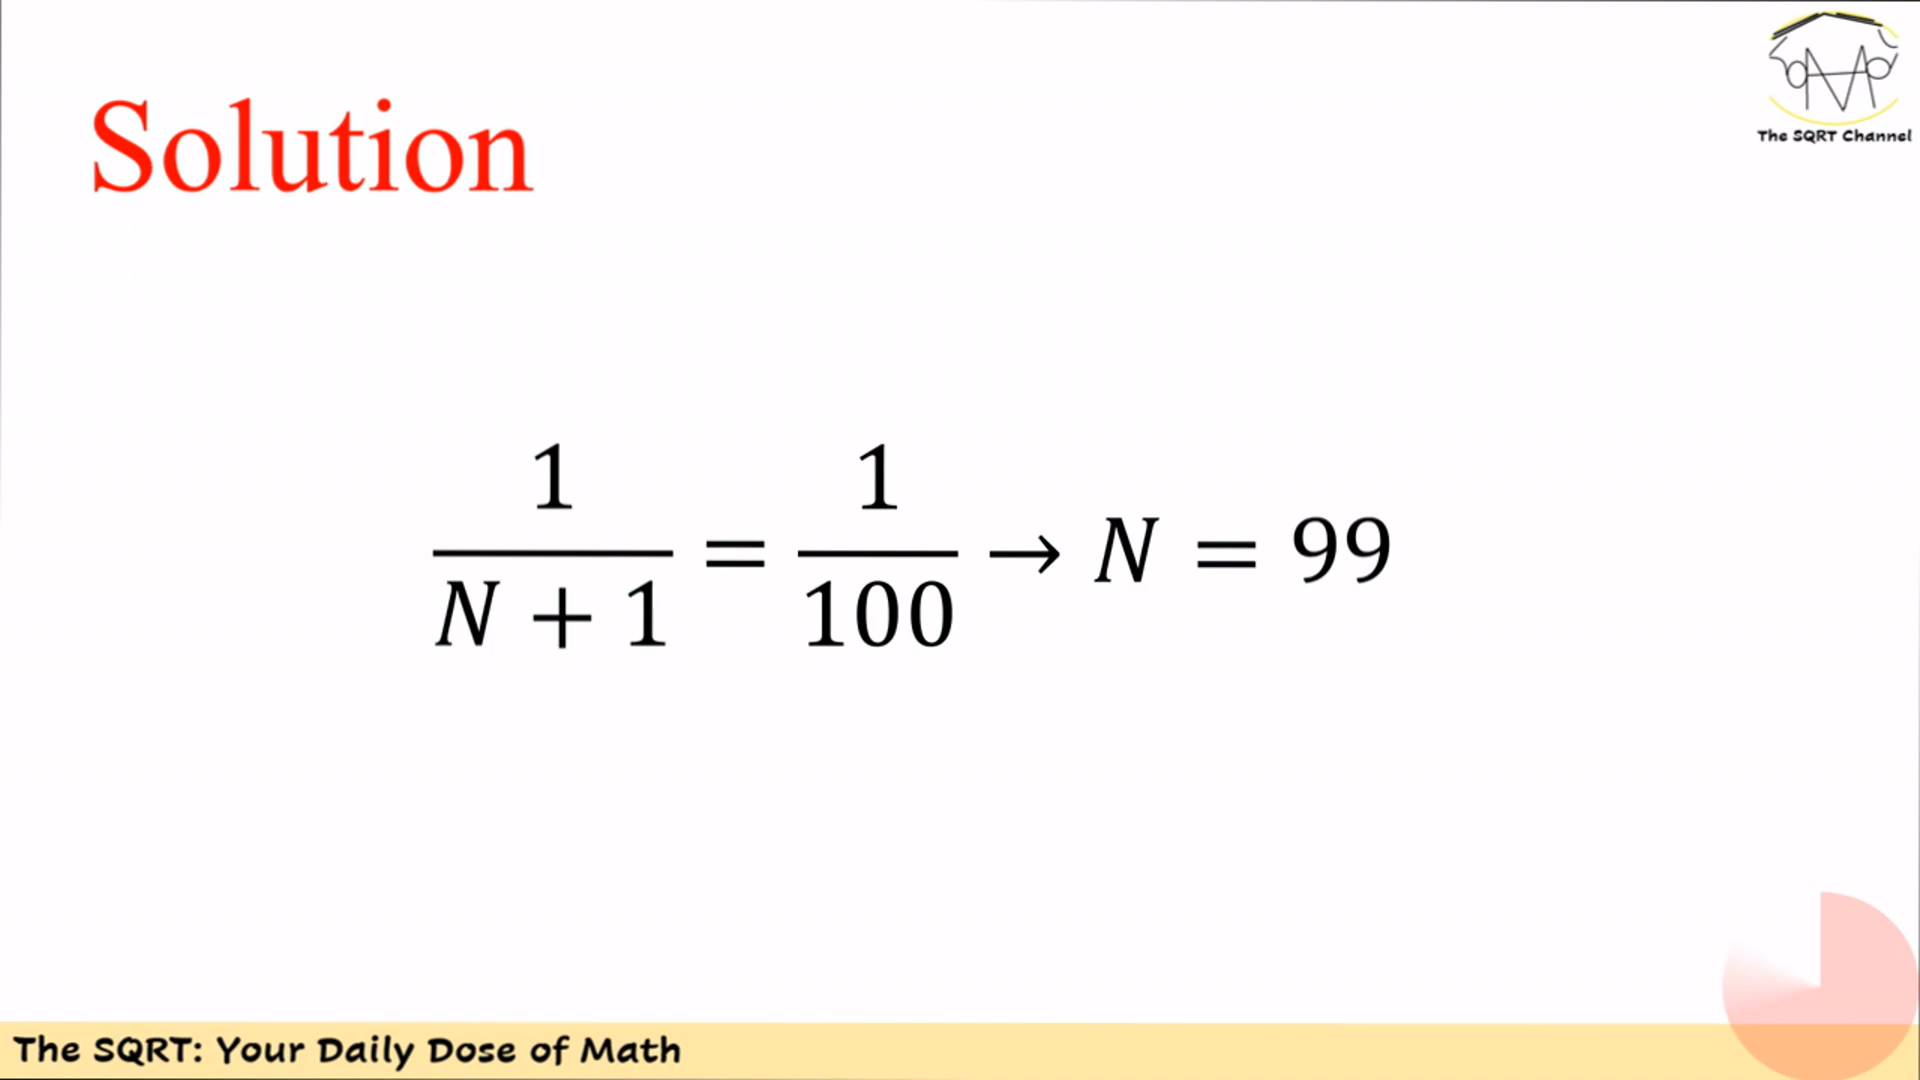 The SQRT Channel
Solution
1/(N + 1) = 1/100 → N = 99
The SQRT: Your Daily Dose of Math